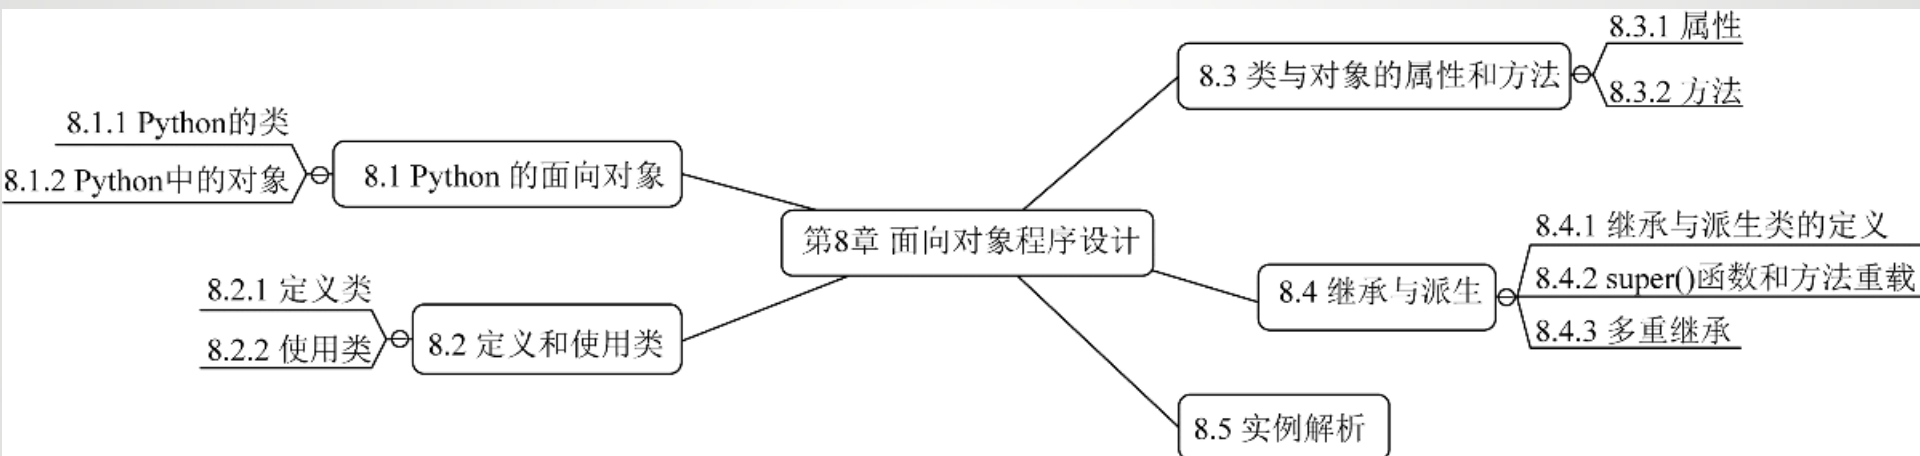 第8章 面向对象程序设计
8.1 Python 的面向对象
8.1.1 Python的类
8.1.2 Python中的对象
8.2 定义和使用类
8.2.1 定义类
8.2.2 使用类
8.3 类与对象的属性和方法
8.3.1 属性
8.3.2 方法
8.4 继承与派生
8.4.1 继承与派生类的定义
8.4.2 super()函数和方法重载
8.4.3 多重继承
8.5 实例解析